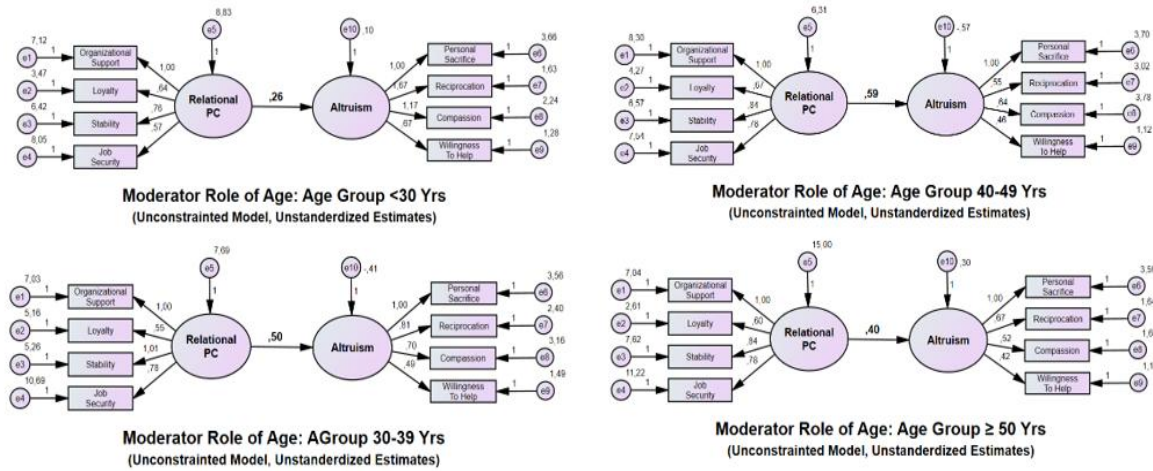 8,83
e5
1
e10
,10
1
7,12
e1
1
Organizational
Support
1,00
3,47
e2
1
Loyalty
,64
6,42
e3
1
Stability
,76
8,05
e4
1
Job
Security
,57
Relational
PC
,26
Altruism
1,00
Personal
Sacrifice
1
3,66
e6
1,67
Reciprocation
1
1,63
e7
1,17
Compassion
1
2,24
e8
,67
Willingness
To Help
1
1,28
e9
Moderator Role of Age: Age Group <30 Yrs
(Unconstrainted Model, Unstanderdized Estimates)
6,31
e5
1
e10
-,57
1
8,30
e1
1
Organizational
Support
1,00
4,27
e2
1
Loyalty
,67
6,57
e3
1
Stability
,84
e4
1
Job
Security
,78
Relational
PC
,59
Altruism
1,00
Personal
Sacrifice
1
3,70
e6
,55
1
3,02
e7
,64
Compassion
1
3,78
e8
,46
Willingness
To Help
1
1,12
e9
Moderator Role of Age: Age Group 40-49 Yrs
(Unconstrainted Model, Unstanderdized Estimates)
7,69
e5
1
e10
-,41
1
7,03
e1
1
Organizational
Support
1,00
5,16
e2
1
Loyalty
,55
5,26
e3
1
Stability
1,01
10,69
e4
1
Job
Security
,78
Relational
PC
,50
Altruism
1,00
Personal
Sacrifice
1
3,56
e6
,81
Reciprocation
1
2,40
e7
,70
Compassion
1
3,16
e8
,49
Willingness
To Help
1
1,49
e9
Moderator Role of Age: AGroup 30-39 Yrs
(Unconstrainted Model, Unstanderdized Estimates)
15,00
e5
1
e10
,30
1
7,04
e1
1
Organizational
Support
1,00
2,61
e2
1
Loyalty
,60
7,62
e3
1
Stability
,84
11,22
e4
1
Job
Security
,78
Relational
PC
,40
Altruism
1,00
Personal
Sacrifice
1
e6
,67
Reciprocation
1
e7
,52
Compassion
1
e8
,42
Willingness
To Help
1
e9
Moderator Role of Age: Age Group ≥ 50 Yrs
(Unconstrainted Model, Unstanderdized Estimates)